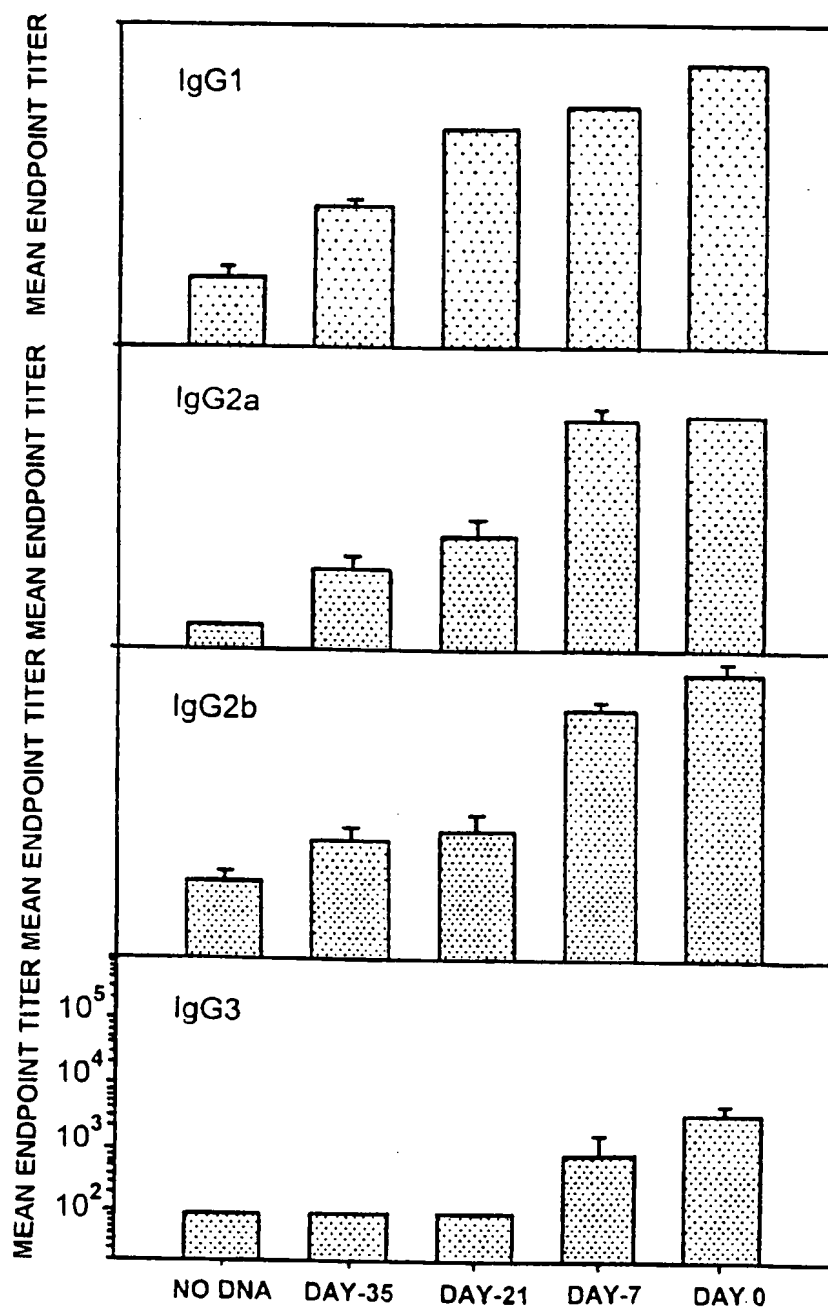 MEAN ENDPOINT TITER
IgG1
MEAN ENDPOINT TITER
IgG2a
MEAN ENDPOINT TITER
IgG2b
MEAN ENDPOINT TITER
IgG3
10⁵
10⁴
10³
10²
NO DNA DAY-35 DAY-21 DAY-7 DAY.0